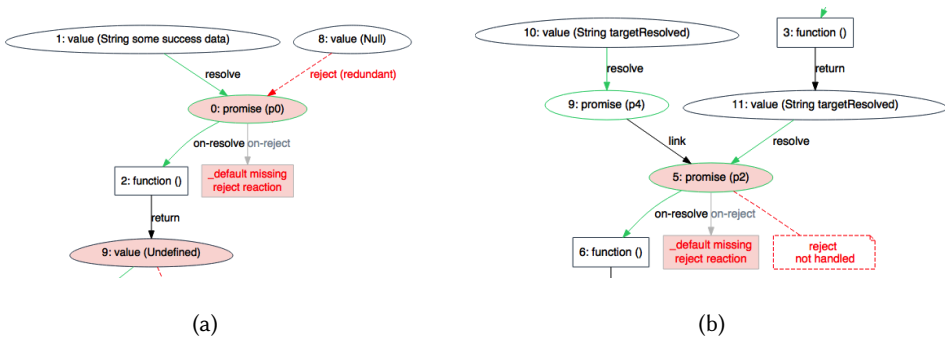 1: value (String some success data)
8: value (Null)
resolve
reject (redundant)
0: promise (p0)
on-resolve
on-reject
2: function ()
_default missing
reject reaction
return
9: value (Undefined)
(a)
10: value (String targetResolved)
3: function ()
resolve
return
9: promise (p4)
11: value (String targetResolved)
link
resolve
5: promise (p2)
on-resolve
on-reject
6: function ()
_default missing
reject reaction
reject
not handled
(b)